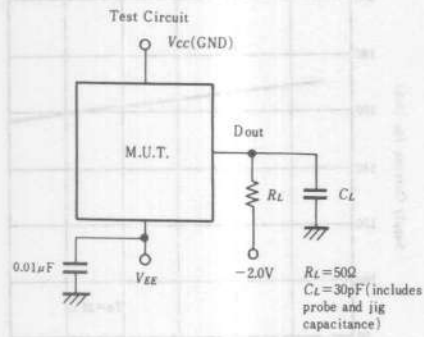 Test Circuit
Vcc(GND)
Dout
M.U.T.
RL
CL
0.01μF
VEE
−2.0V
RL=50Ω
CL=30pF(includes
probe and jig
capacitance)